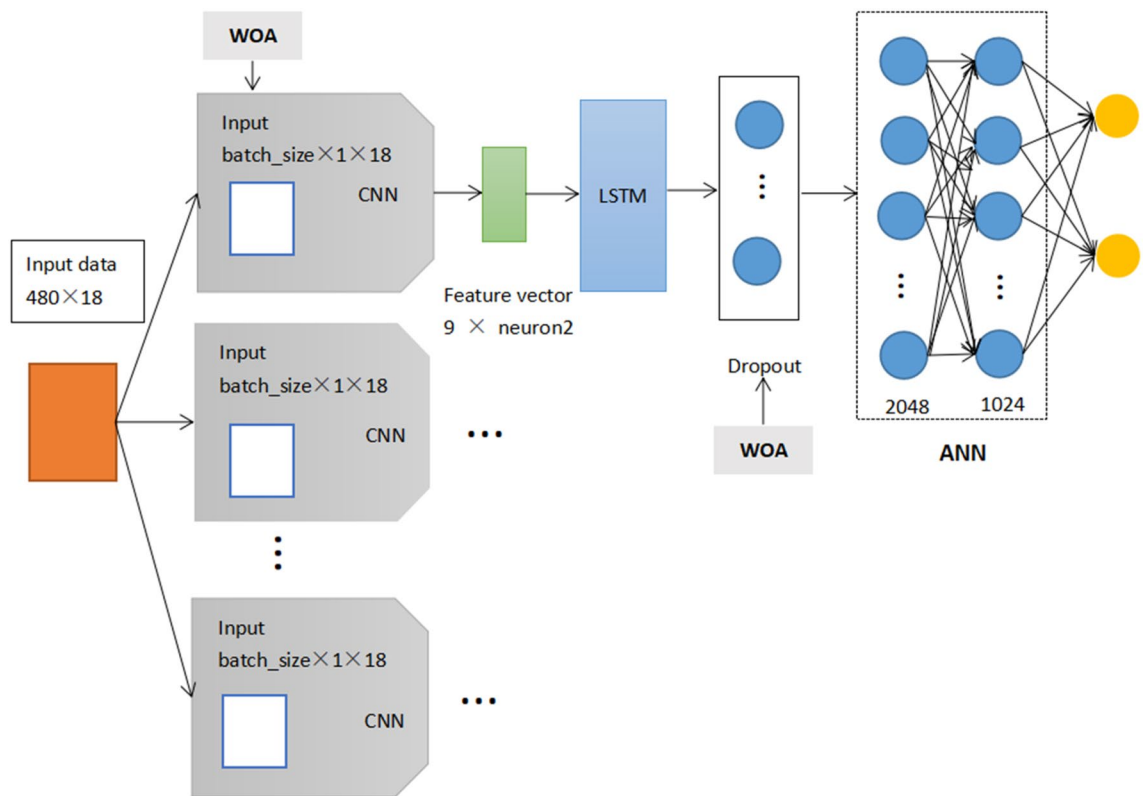 WOA
Input
batch_size×1×18
CNN
Input data
480×18
Feature vector
9 × neuron2
LSTM
Input
batch_size×1×18
CNN
...
⋮
Input
batch_size×1×18
CNN
...
...
Dropout
WOA
...
...
2048
1024
ANN